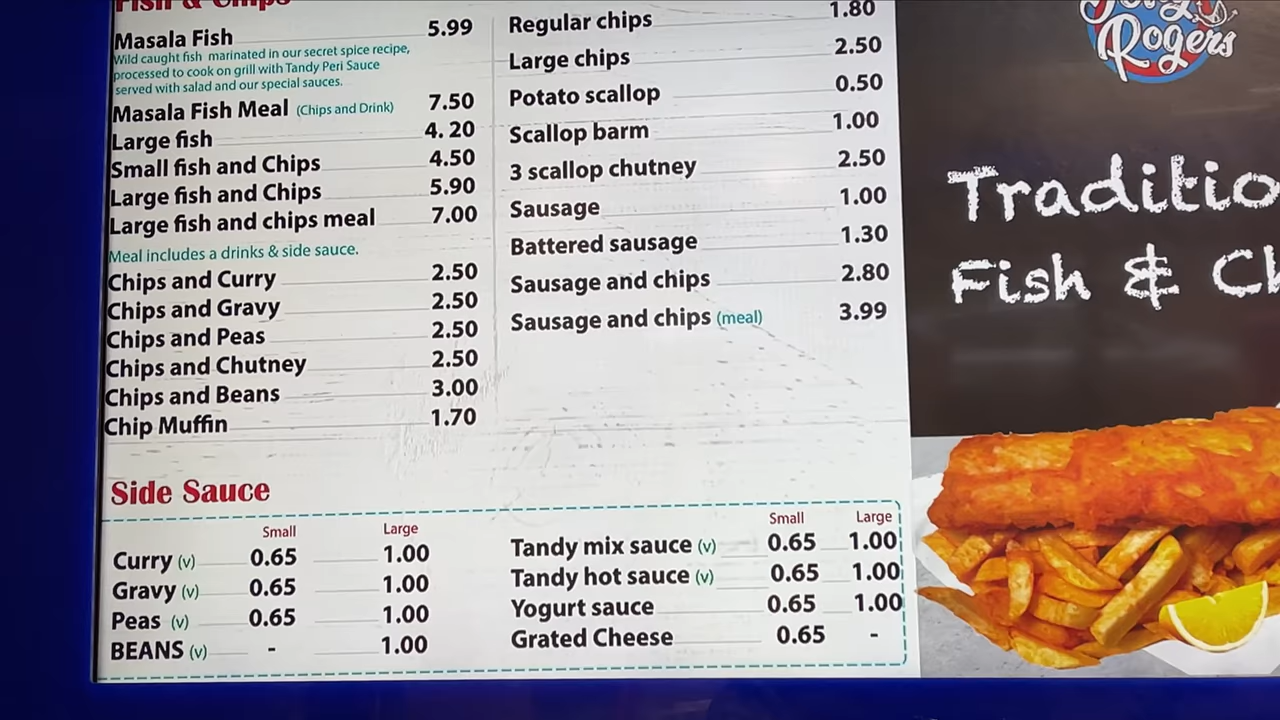 Fish & Chips
Masala Fish 5.99
Wild caught fish marinated in our secret spice recipe,
processed to cook on grill with Tandy Peri Sauce
served with salad and our special sauces.
Masala Fish Meal (Chips and Drink) 7.50
Large fish 4. 20
Small fish and Chips 4.50
Large fish and Chips 5.90
Large fish and chips meal 7.00
Meal includes a drinks & side sauce.
Chips and Curry 2.50
Chips and Gravy 2.50
Chips and Peas 2.50
Chips and Chutney 2.50
Chips and Beans 3.00
Chip Muffin 1.70
Regular chips 1.80
Large chips 2.50
Potato scallop 0.50
Scallop barm 1.00
3 scallop chutney 2.50
Sausage 1.00
Battered sausage 1.30
Sausage and chips 2.80
Sausage and chips (meal) 3.99
Side Sauce
Small Large
Curry (v) 0.65 1.00
Gravy (v) 0.65 1.00
Peas (v) 0.65 1.00
BEANS (v) - 1.00
Small Large
Tandy mix sauce (v) 0.65 1.00
Tandy hot sauce (v) 0.65 1.00
Yogurt sauce 0.65 1.00
Grated Cheese 0.65 -
Rogers
Traditio
Fish & Ch